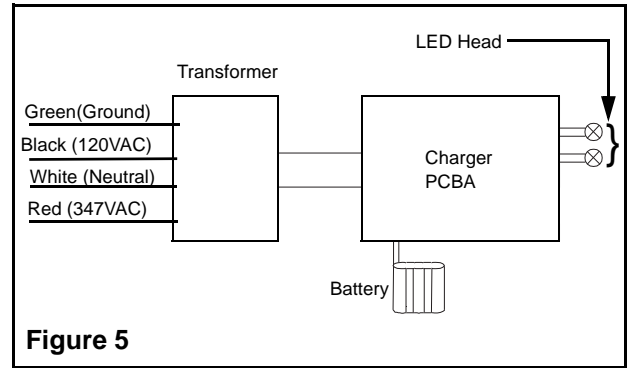 LED Head
Transformer
Green(Ground)
Black (120VAC)
White (Neutral)
Red (347VAC)
Charger
PCBA
Battery
Figure 5